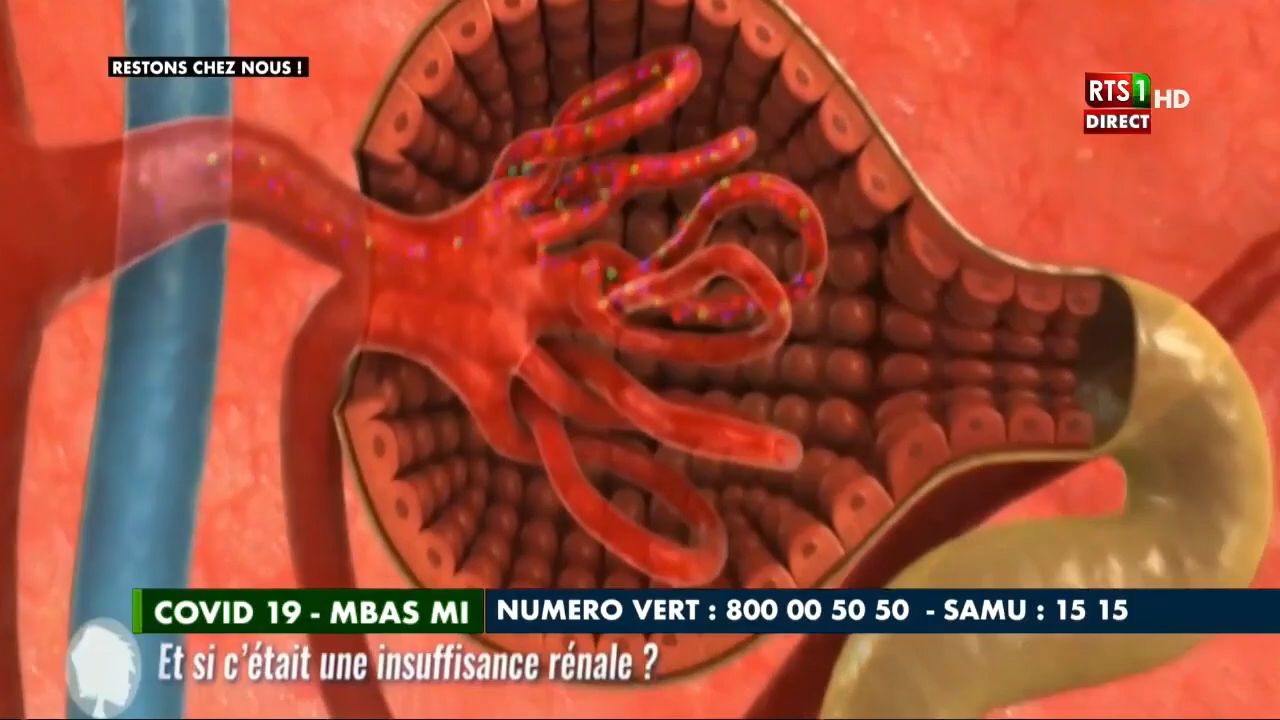 RESTONS CHEZ NOUS !
RTS1 HD
DIRECT
COVID 19 - MBAS MI
NUMERO VERT : 800 00 50 50 - SAMU : 15 15
Et si c'était une insuffisance rénale ?